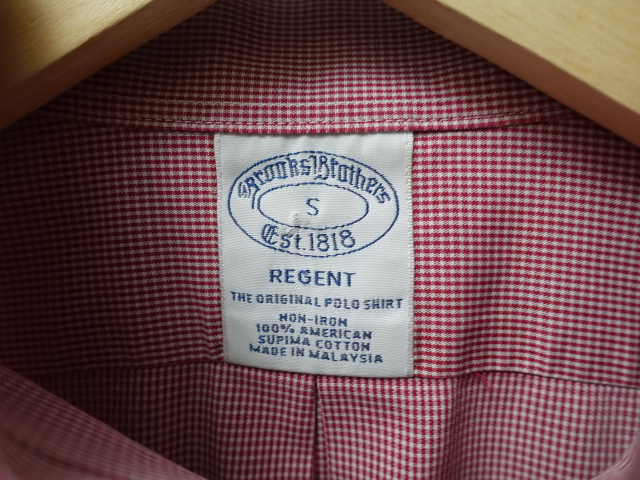 Brooks Brothers
S
Est. 1818
REGENT
THE ORIGINAL POLO SHIRT
NON-IRON
100% AMERICAN
SUPIMA COTTON
MADE IN MALAYSIA